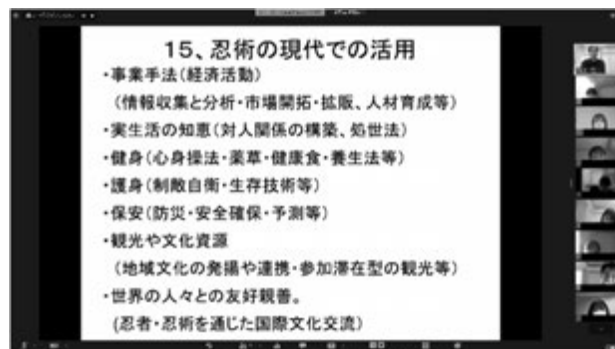 15、忍術の現代での活用
・事業手法(経済活動)
(情報収集と分析・市場開拓・拡販、人材育成等)
・実生活の知恵(対人関係の構築、処世法)
・健身(心身操法・薬草・健康食・養生法等)
・護身(制敵自衛・生存技術等)
・保安(防災・安全確保・予測等)
・観光や文化資源
(地域文化の発揚や連携・参加滞在型の観光等)
・世界の人々との友好親善。
(忍者・忍術を通じた国際文化交流)